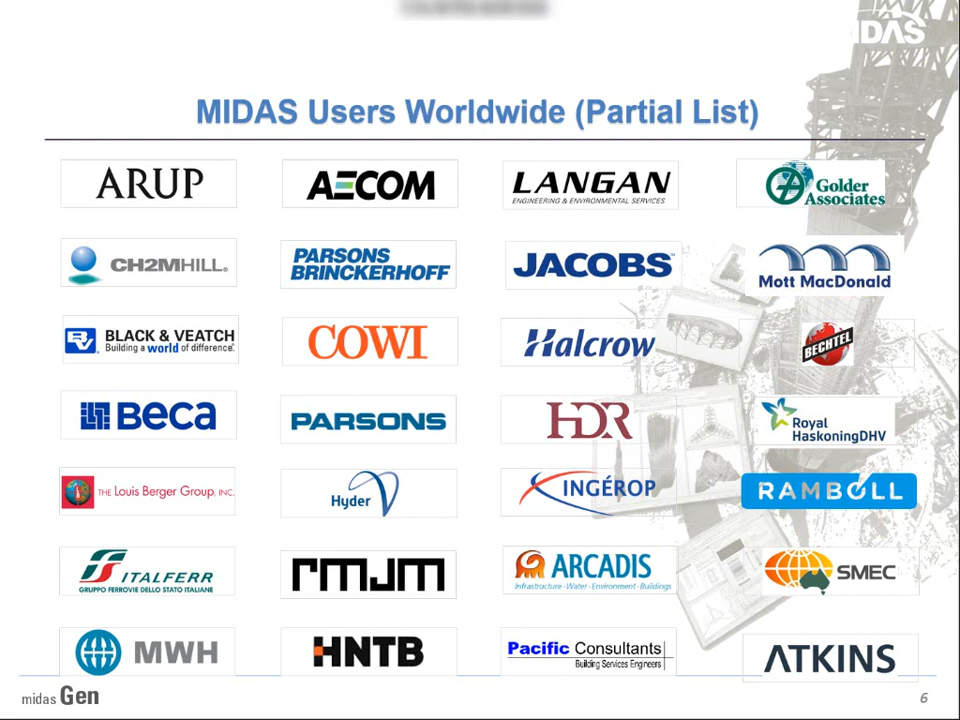 MIDAS
MIDAS Users Worldwide (Partial List)
ARUP
AECOM
LANGAN
ENGINEERING & ENVIRONMENTAL SERVICES
Golder
Associates
CH2MHILL®
PARSONS
BRINCKERHOFF
JACOBS™
Mott MacDonald
BV
BLACK & VEATCH
Building a world of difference.
COWI
Halcrow
BECHTEL
BECA
PARSONS
HDR
Royal
HaskoningDHV
THE Louis Berger Group, INC.
Hyder
INGÉROP
RAMBOLL
ITALFERR
GRUPPO FERROVIE DELLO STATO ITALIANE
rmjm
ARCADIS
Infrastructure · Water · Environment · Buildings
SMEC
MWH
HNTB
Pacific Consultants
Building Services Engineers
ATKINS
midas Gen
6